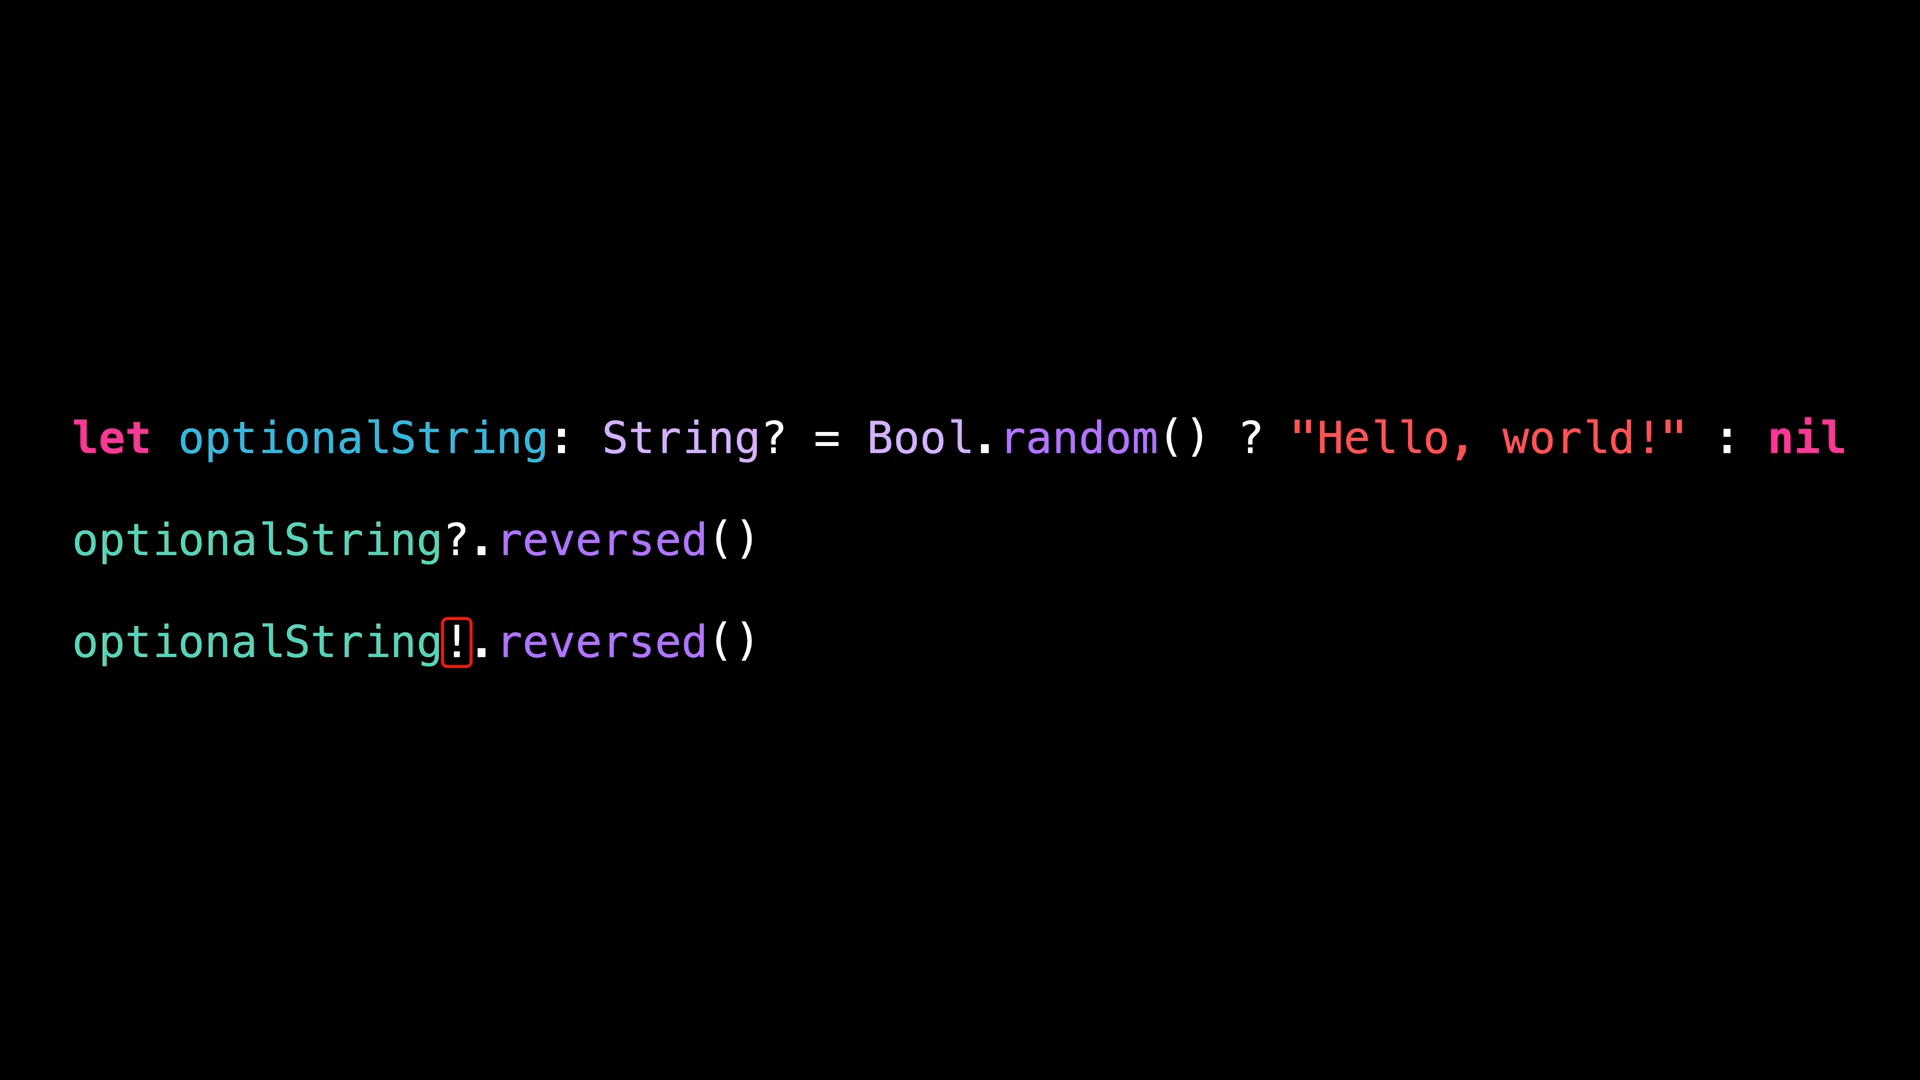 let optionalString: String? = Bool.random() ? "Hello, world!" : nil
optionalString?.reversed()
optionalString!.reversed()